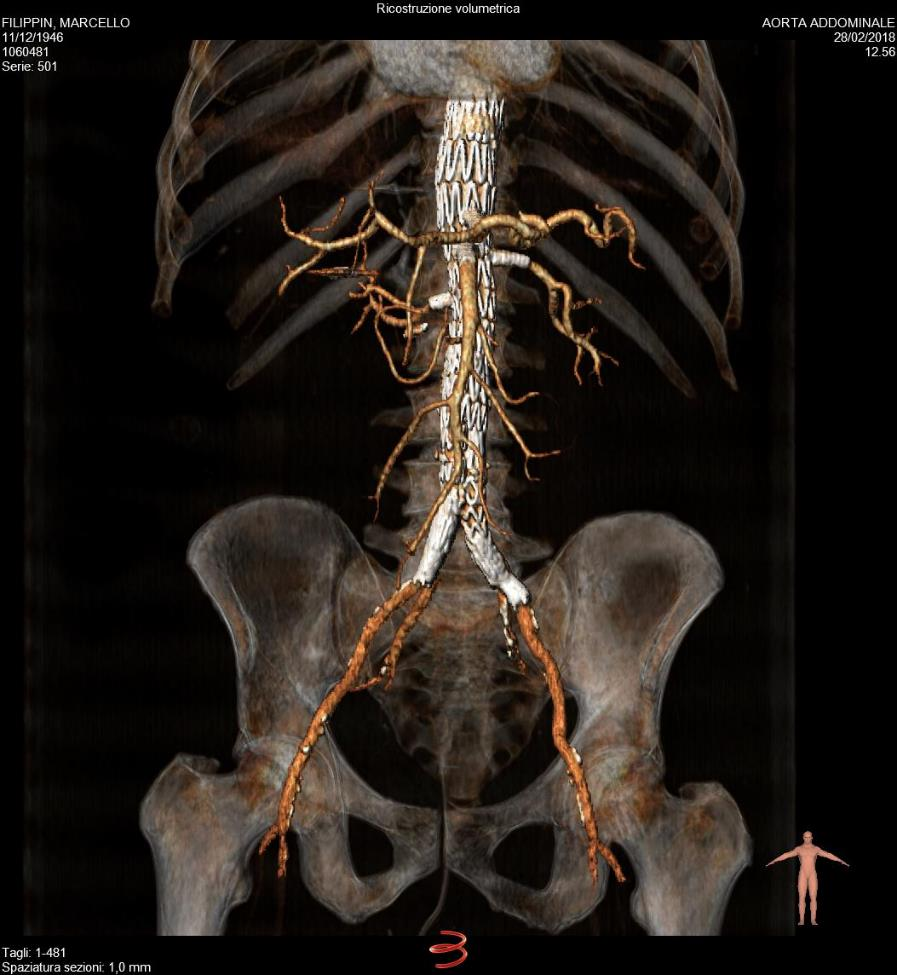 Ricostruzione volumetrica
FILIPPIN, MARCELLO
11/12/1946
1060481
Serie: 501
AORTA ADDOMINALE
28/02/2018
12.56
Tagli: 1-481
Spaziatura sezioni: 1,0 mm